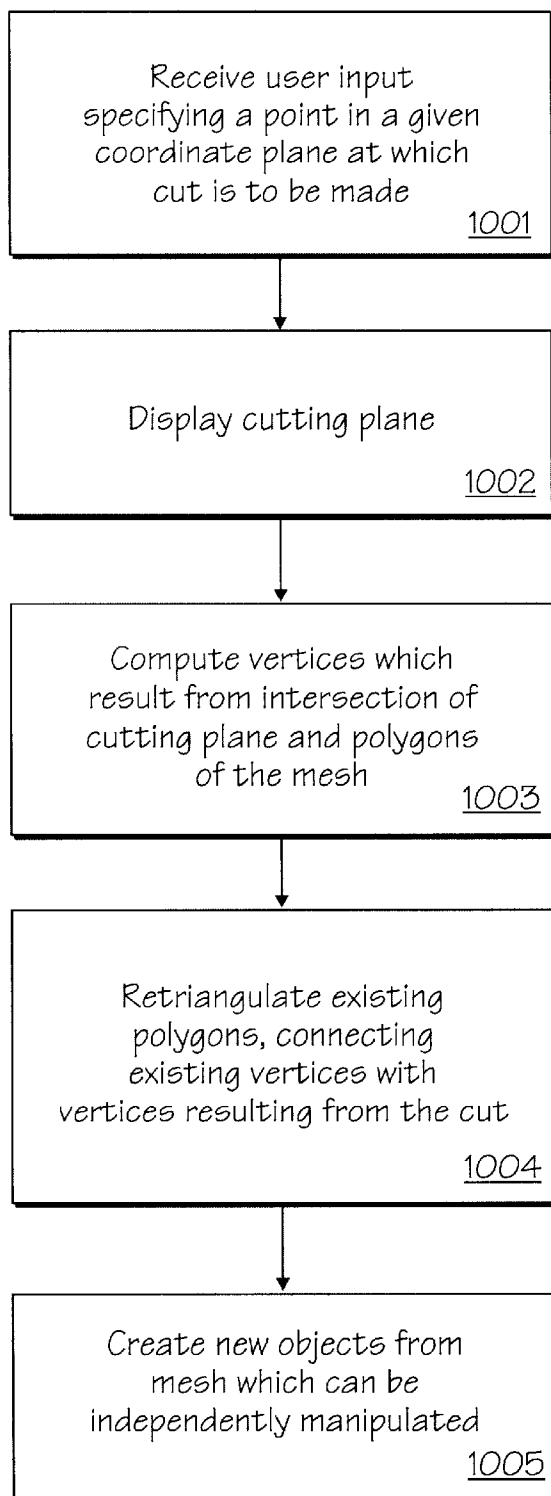 Receive user input
specifying a point in a given
coordinate plane at which
cut is to be made
1001
Display cutting plane
1002
Compute vertices which
result from intersection of
cutting plane and polygons
of the mesh
1003
Retriangulate existing
polygons, connecting
existing vertices with
vertices resulting from the cut
1004
Create new objects from
mesh which can be
independently manipulated
1005